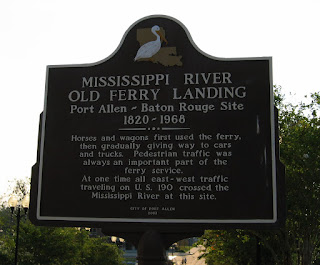 MISSISSIPPI RIVER
OLD FERRY LANDING
Port Allen ~ Baton Rouge Site
1820-1968
Horses and wagons first used the ferry,
then gradually giving way to cars
and trucks. Pedestrian traffic was
always an important part of the
ferry service.
At one time all east-west traffic
traveling on U.S. 190 crossed the
Mississippi River at this site.
CITY OF PORT ALLEN